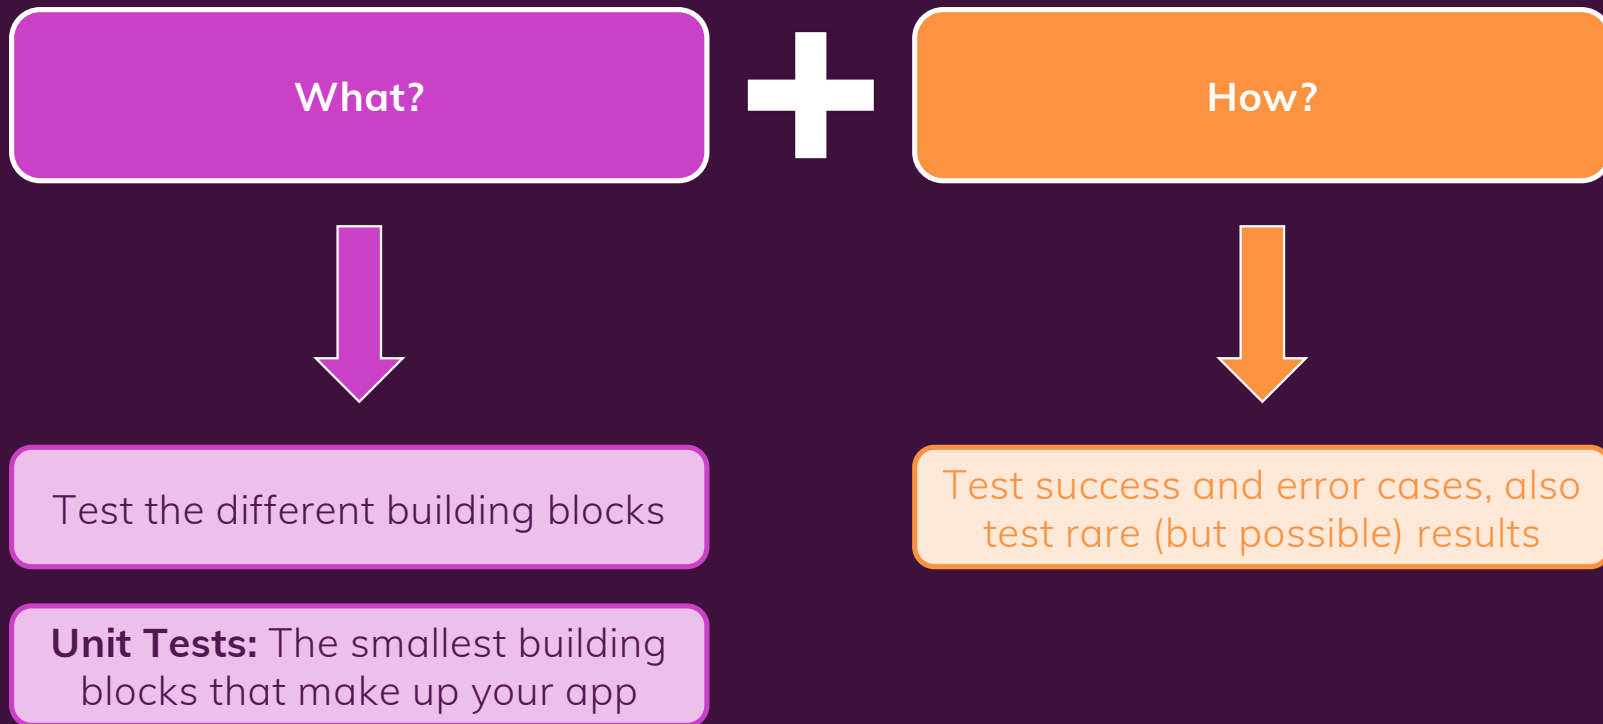 What?
How?
Test the different building blocks
Test success and error cases, also
test rare (but possible) results
Unit Tests: The smallest building
blocks that make up your app